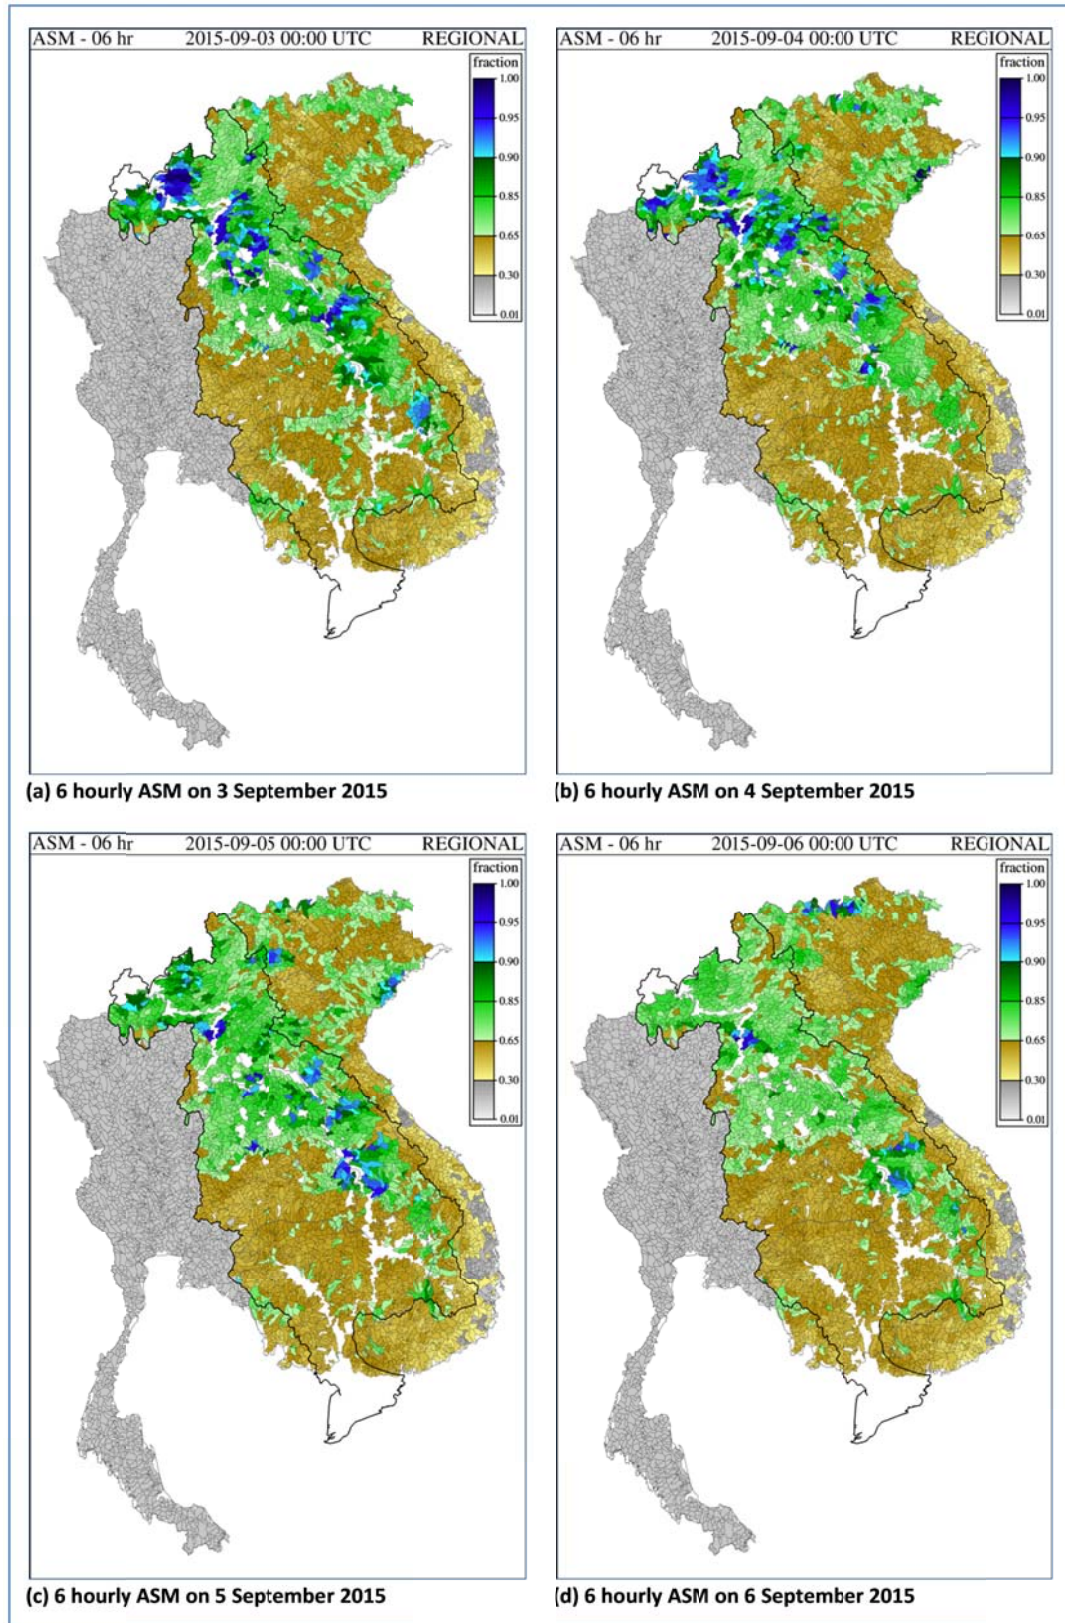 ASM - 06 hr 2015-09-03 00:00 UTC REGIONAL
fraction
1.00
0.95
0.90
0.85
0.65
0.30
0.01
(a) 6 hourly ASM on 3 September 2015
ASM - 06 hr 2015-09-04 00:00 UTC REGIONAL
fraction
1.00
0.95
0.90
0.85
0.65
0.30
0.01
(b) 6 hourly ASM on 4 September 2015
ASM - 06 hr 2015-09-05 00:00 UTC REGIONAL
fraction
1.00
0.95
0.90
0.85
0.65
0.30
0.01
(c) 6 hourly ASM on 5 September 2015
ASM - 06 hr 2015-09-06 00:00 UTC REGIONAL
fraction
1.00
0.95
0.90
0.85
0.65
0.30
0.01
(d) 6 hourly ASM on 6 September 2015